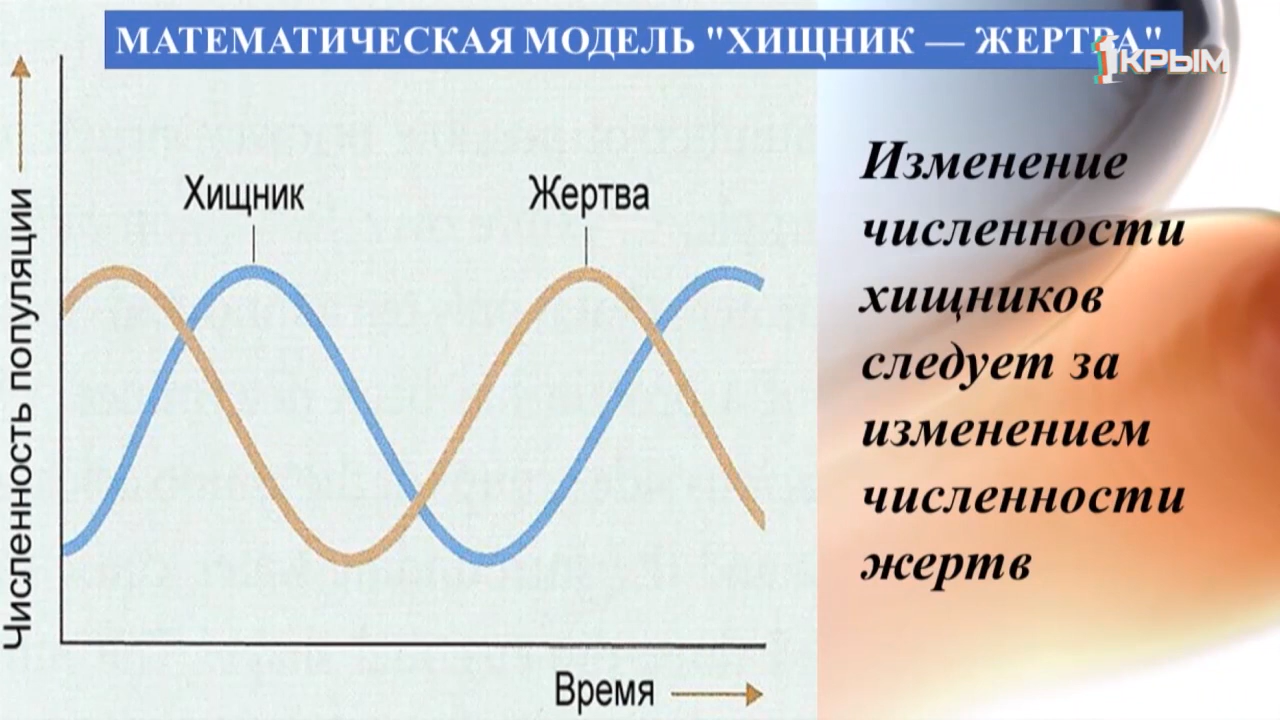 МАТЕМАТИЧЕСКАЯ МОДЕЛЬ "ХИЩНИК — ЖЕРТВА"
1КРЫМ
Хищник
Жертва
Численность популяции
Время
Изменение
численности
хищников
следует за
изменением
численности
жертв